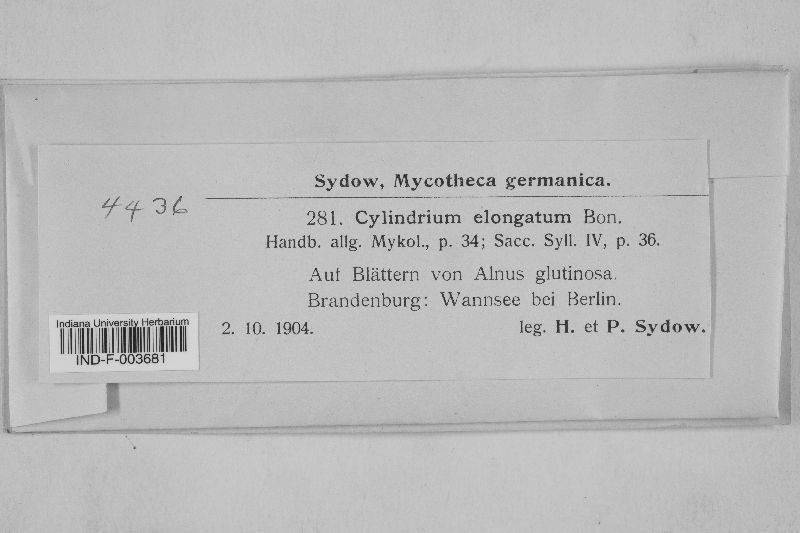 Sydow, Mycotheca germanica.
4436
281. Cylindrium elongatum Bon.
Handb. allg. Mykol., p. 34; Sacc. Syll. IV, p. 36.
Auf Blättern von Alnus glutinosa.
Brandenburg: Wannsee bei Berlin.
2. 10. 1904. leg. H. et P. Sydow.
Indiana University Herbarium
IND-F-003681